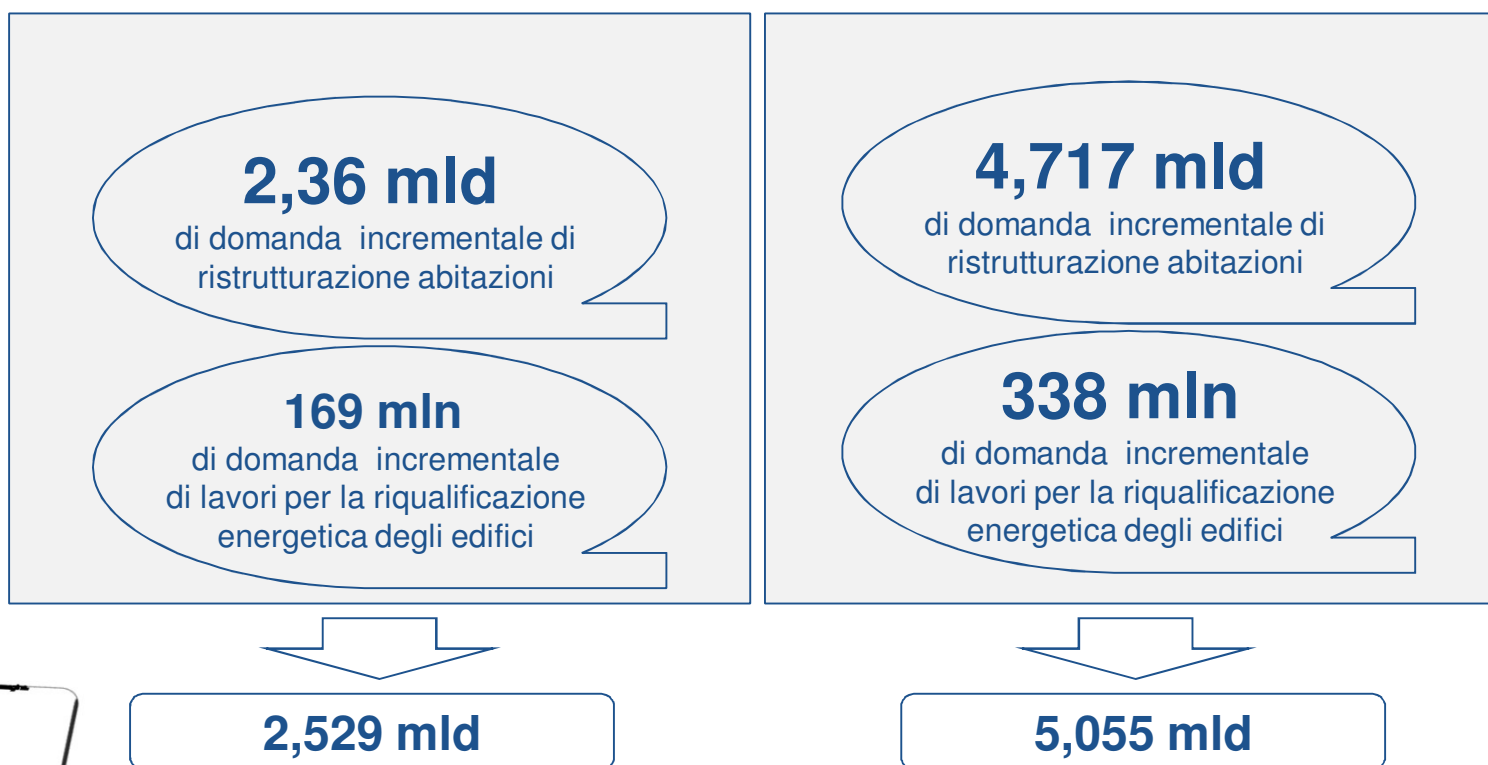 2,36 mld
di domanda incrementale di
ristrutturazione abitazioni
169 mln
di domanda incrementale
di lavori per la riqualificazione
energetica degli edifici
2,529 mld
4,717 mld
di domanda incrementale di
ristrutturazione abitazioni
338 mln
di domanda incrementale
di lavori per la riqualificazione
energetica degli edifici
5,055 mld